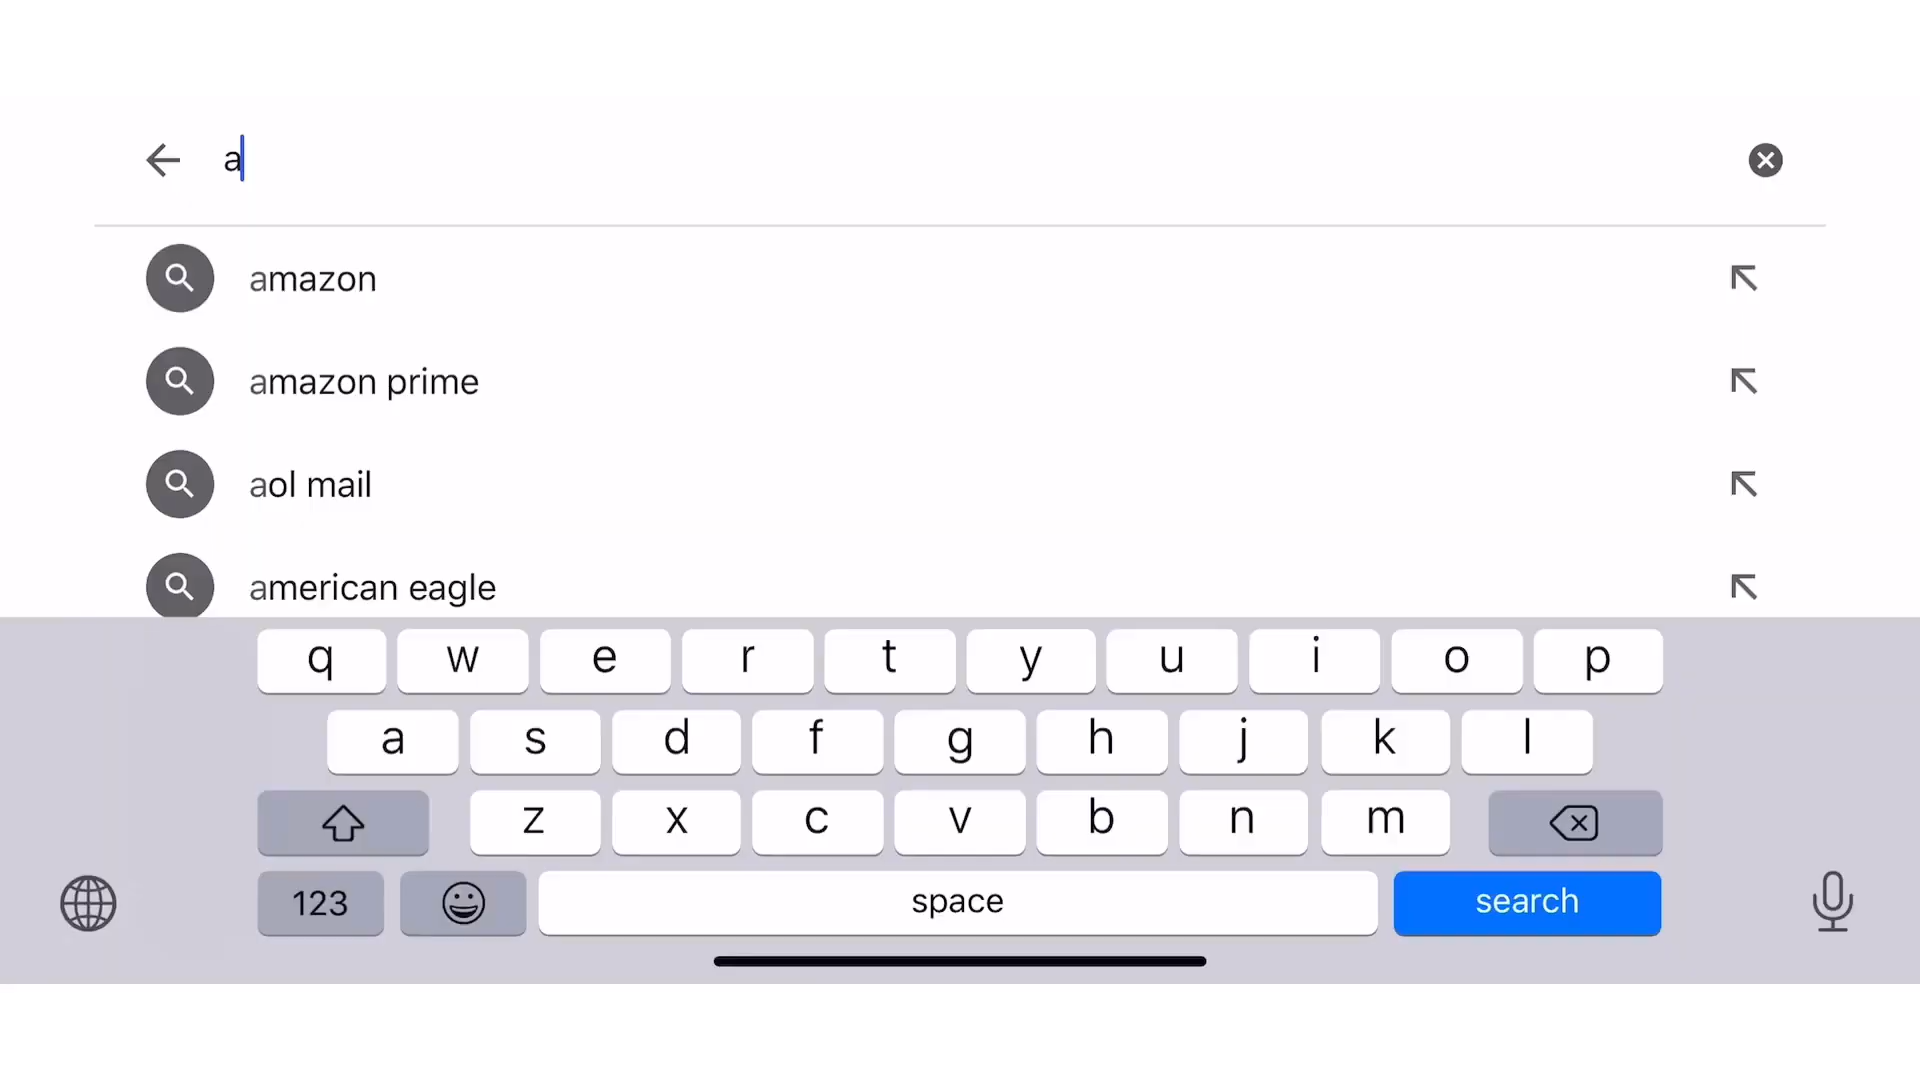 a
amazon
amazon prime
aol mail
american eagle
q w e r t y u i o p
a s d f g h j k l
z x c v b n m
123 space search